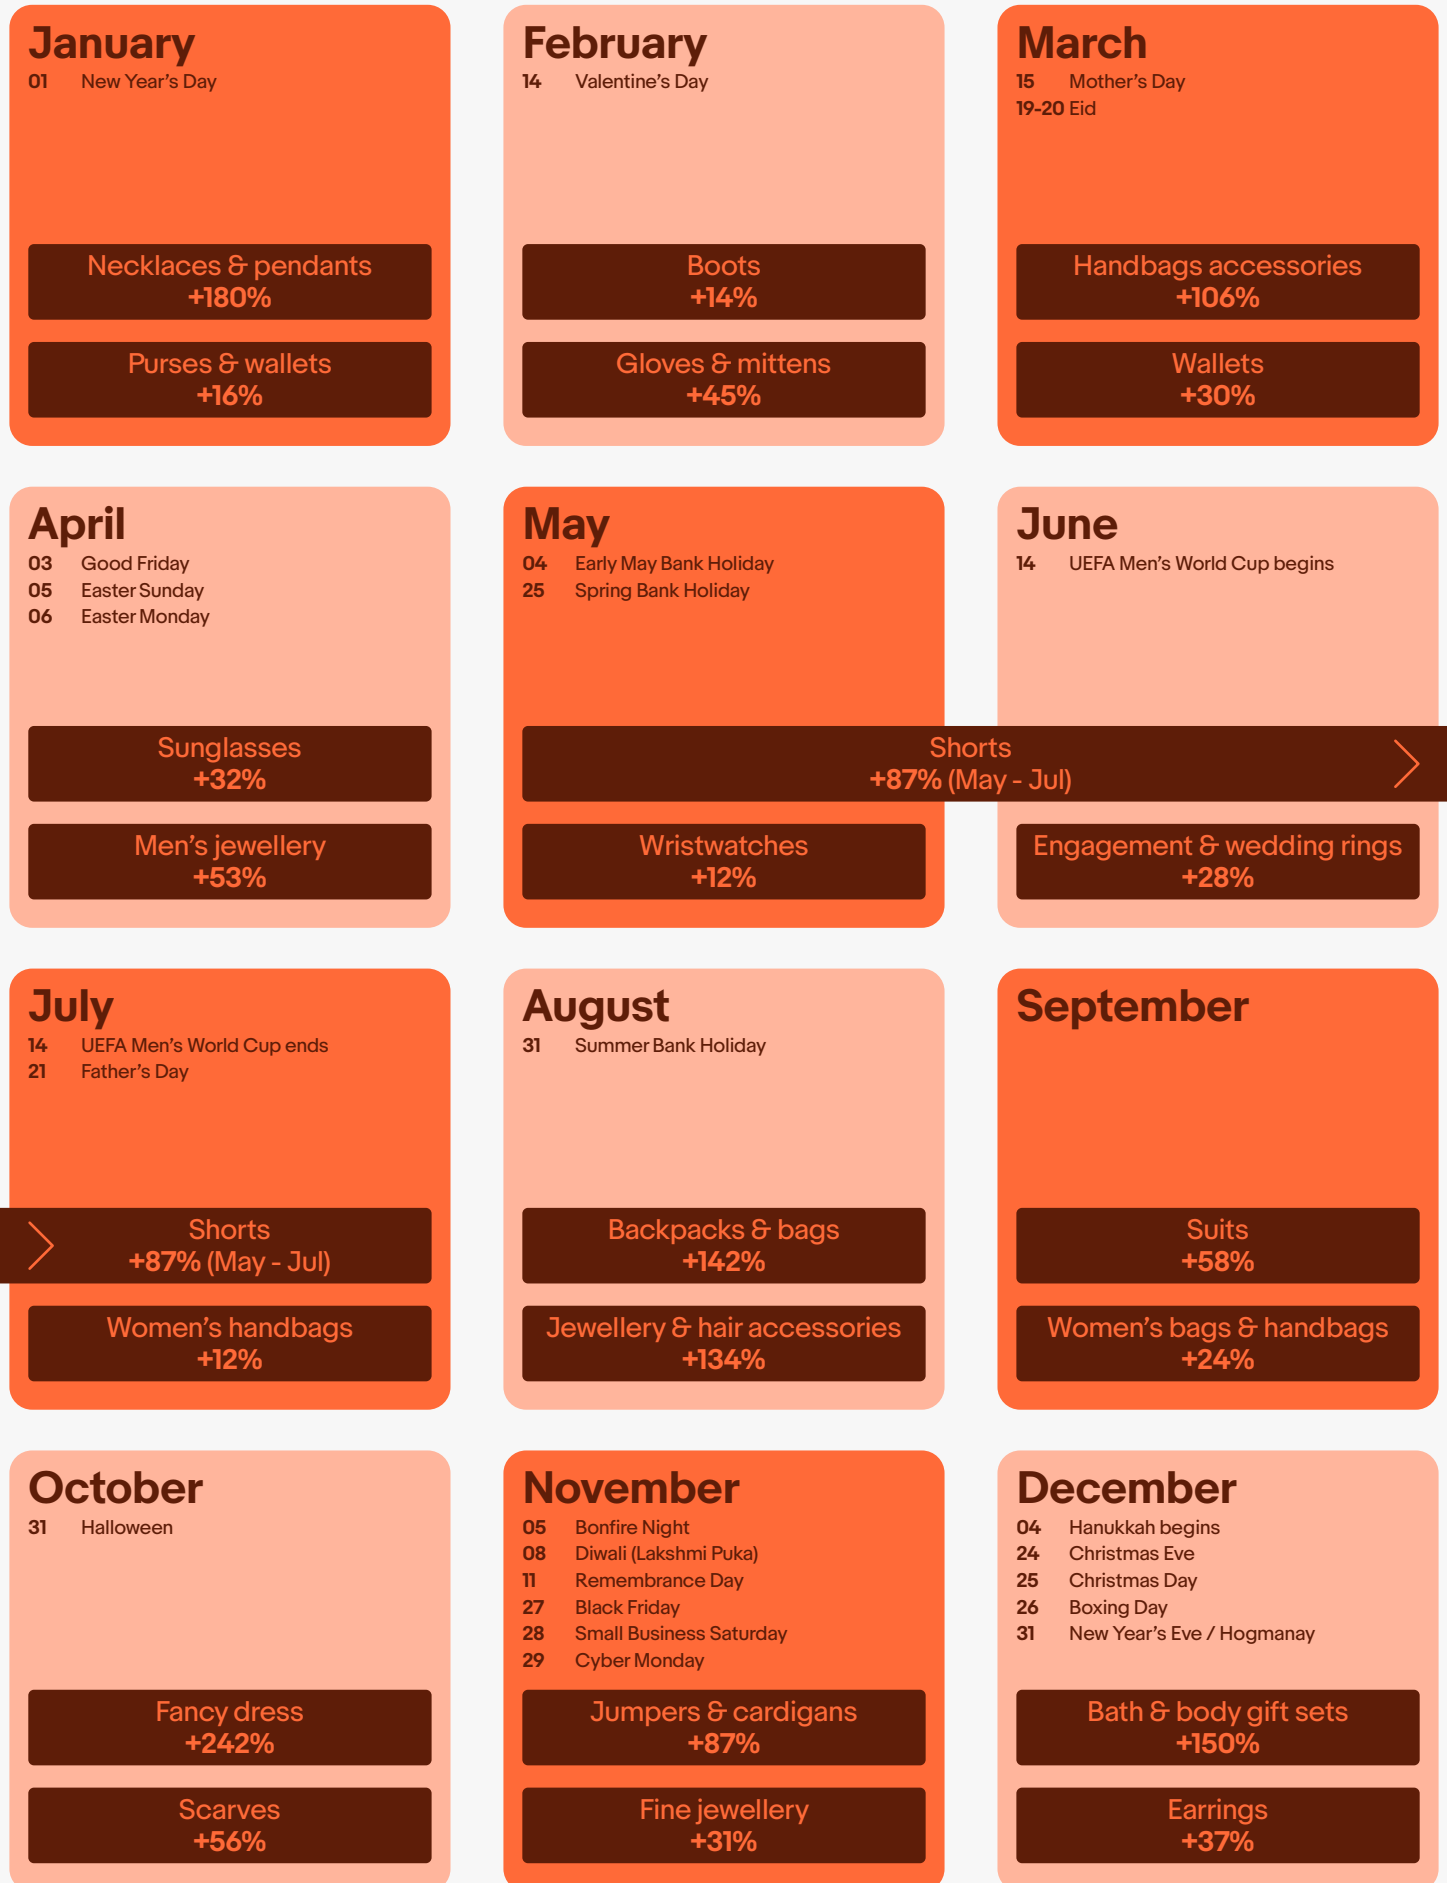 January
01 New Year's Day
Necklaces & pendants
+180%
Purses & wallets
+16%
February
14 Valentine's Day
Boots
+14%
Gloves & mittens
+45%
March
15 Mother's Day
19-20 Eid
Handbags accessories
+106%
Wallets
+30%
April
03 Good Friday
05 Easter Sunday
06 Easter Monday
Sunglasses
+32%
Men's jewellery
+53%
May
04 Early May Bank Holiday
25 Spring Bank Holiday
Shorts
+87% (May - Jul)
Wristwatches
+12%
June
14 UEFA Men's World Cup begins
Engagement & wedding rings
+28%
July
14 UEFA Men's World Cup ends
21 Father's Day
Shorts
+87% (May - Jul)
Women's handbags
+12%
August
31 Summer Bank Holiday
Backpacks & bags
+142%
Jewellery & hair accessories
+134%
September
Suits
+58%
Women's bags & handbags
+24%
October
31 Halloween
Fancy dress
+242%
Scarves
+56%
November
05 Bonfire Night
08 Diwali (Lakshmi Puka)
11 Remembrance Day
27 Black Friday
28 Small Business Saturday
29 Cyber Monday
Jumpers & cardigans
+87%
Fine jewellery
+31%
December
04 Hanukkah begins
24 Christmas Eve
25 Christmas Day
26 Boxing Day
31 New Year's Eve / Hogmanay
Bath & body gift sets
+150%
Earrings
+37%